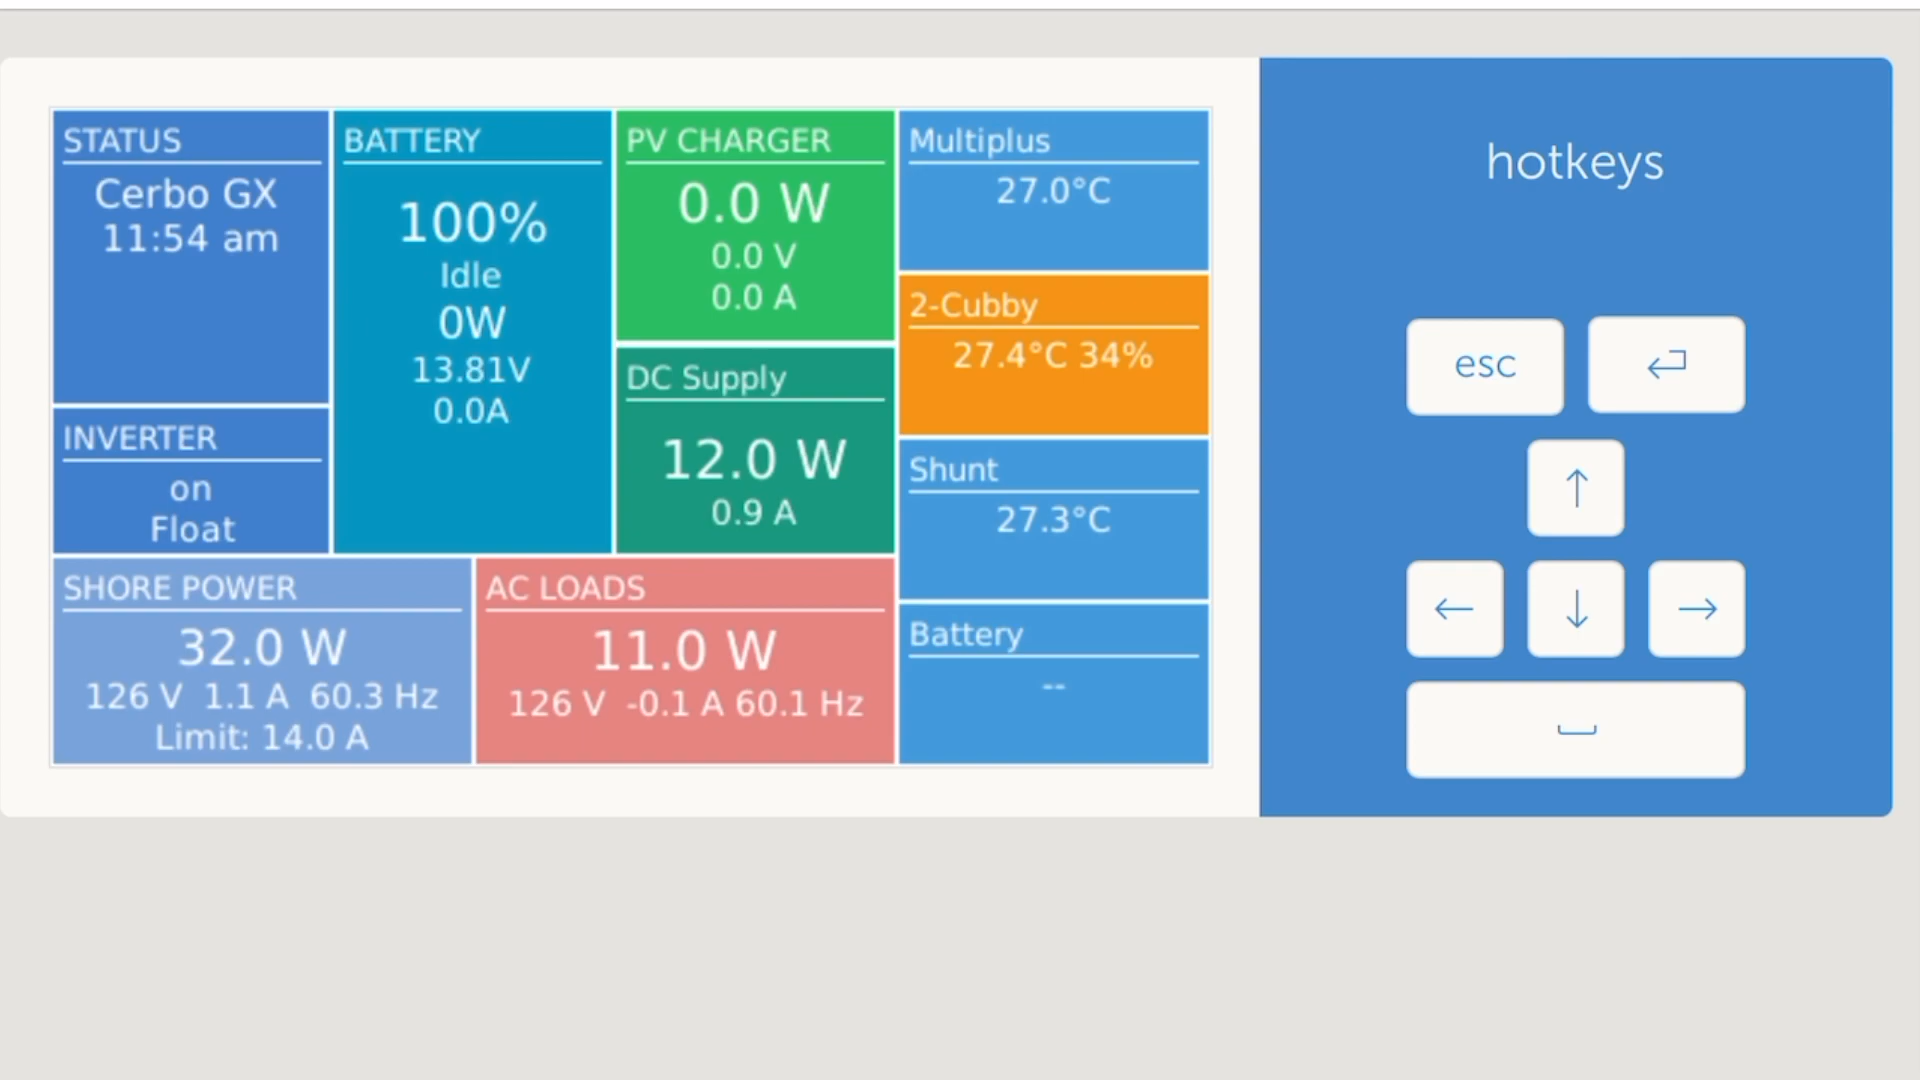 STATUS
Cerbo GX
11:54 am
INVERTER
on
Float
BATTERY
100%
Idle
0W
13.81V
0.0A
PV CHARGER
0.0 W
0.0 V
0.0 A
DC Supply
12.0 W
0.9 A
SHORE POWER
32.0 W
126 V 1.1 A 60.3 Hz
Limit: 14.0 A
AC LOADS
11.0 W
126 V -0.1 A 60.1 Hz
Multiplus
27.0°C
2-Cubby
27.4°C 34%
Shunt
27.3°C
Battery
--
hotkeys
esc